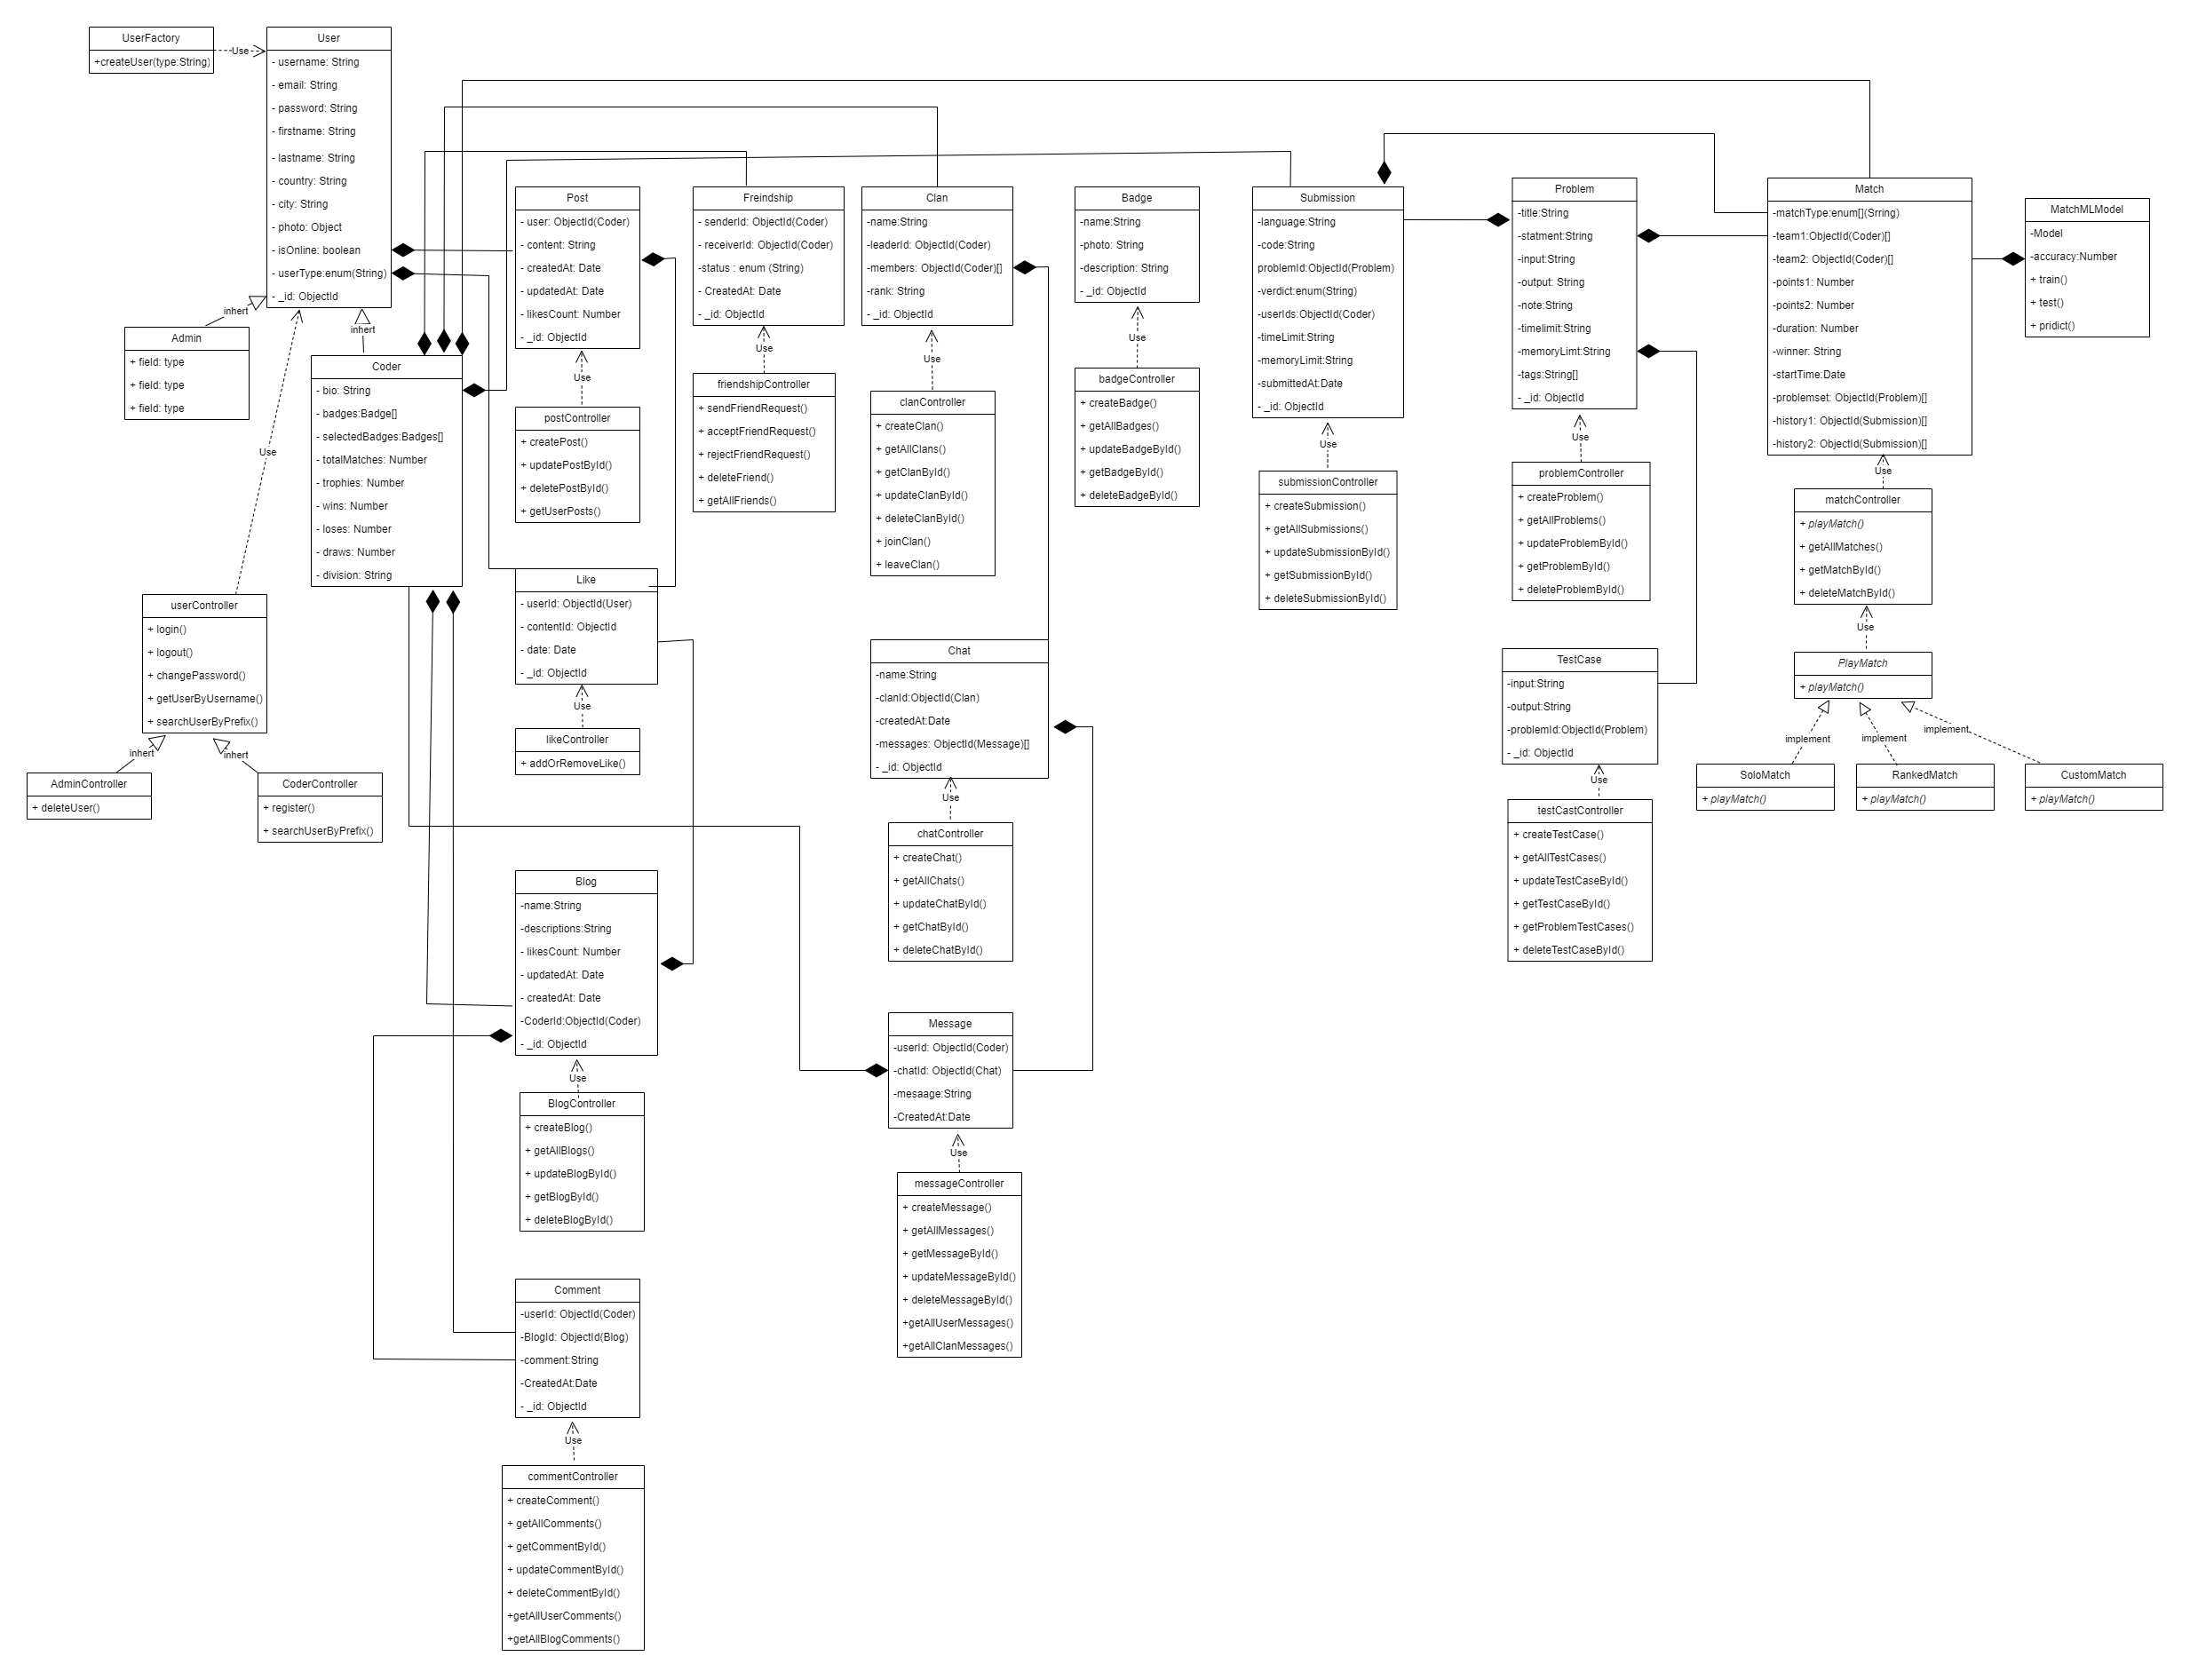 UserFactory
+createUser(type:String)
Use
User
- username: String
- email: String
- password: String
- firstname: String
- lastname: String
- country: String
- city: String
- photo: Object
- isOnline: boolean
- userType:enum(String)
- _id: ObjectId
inhert
inhert
Admin
+ field: type
+ field: type
+ field: type
Coder
- bio: String
- badges:Badge[]
- selectedBadges:Badges[]
- totalMatches: Number
- trophies: Number
- wins: Number
- loses: Number
- draws: Number
- division: String
Use
userController
+ login()
+ logout()
+ changePassword()
+ getUserByUsername()
+ searchUserByPrefix()
inhert
inhert
AdminController
+ deleteUser()
CoderController
+ register()
+ searchUserByPrefix()
Post
- user: ObjectId(Coder)
- content: String
- createdAt: Date
- updatedAt: Date
- likesCount: Number
- _id: ObjectId
Use
postController
+ createPost()
+ updatePostById()
+ deletePostById()
+ getUserPosts()
Like
- userId: ObjectId(User)
- contentId: ObjectId
- date: Date
- _id: ObjectId
Use
likeController
+ addOrRemoveLike()
Blog
-name:String
-descriptions:String
- likesCount: Number
- updatedAt: Date
- createdAt: Date
-CoderId:ObjectId(Coder)
- _id: ObjectId
Use
BlogController
+ createBlog()
+ getAllBlogs()
+ updateBlogById()
+ getBlogById()
+ deleteBlogById()
Comment
-userId: ObjectId(Coder)
-BlogId: ObjectId(Blog)
-comment:String
-CreatedAt:Date
- _id: ObjectId
Use
commentController
+ createComment()
+ getAllComments()
+ getCommentById()
+ updateCommentById()
+ deleteCommentById()
+getAllUserComments()
+getAllBlogComments()
Freindship
- senderId: ObjectId(Coder)
- receiverId: ObjectId(Coder)
-status : enum (String)
- CreatedAt: Date
- _id: ObjectId
Use
friendshipController
+ sendFriendRequest()
+ acceptFriendRequest()
+ rejectFriendRequest()
+ deleteFriend()
+ getAllFriends()
Clan
-name:String
-leaderId: ObjectId(Coder)
-members: ObjectId(Coder)[]
-rank: String
- _id: ObjectId
Use
clanController
+ createClan()
+ getAllClans()
+ getClanById()
+ updateClanById()
+ deleteClanById()
+ joinClan()
+ leaveClan()
Chat
-name:String
-clanId:ObjectId(Clan)
-createdAt:Date
-messages: ObjectId(Message)[]
- _id: ObjectId
Use
chatController
+ createChat()
+ getAllChats()
+ updateChatById()
+ getChatById()
+ deleteChatById()
Message
-userId: ObjectId(Coder)
-chatId: ObjectId(Chat)
-mesaage:String
-CreatedAt:Date
Use
messageController
+ createMessage()
+ getAllMessages()
+ getMessageById()
+ updateMessageById()
+ deleteMessageById()
+getAllUserMessages()
+getAllClanMessages()
Badge
-name:String
-photo: String
-description: String
- _id: ObjectId
Use
badgeController
+ createBadge()
+ getAllBadges()
+ updateBadgeById()
+ getBadgeById()
+ deleteBadgeById()
Submission
-language:String
-code:String
problemId:ObjectId(Problem)
-verdict:enum(String)
-userIds:ObjectId(Coder)
-timeLimit:String
-memoryLimit:String
-submittedAt:Date
- _id: ObjectId
Use
submissionController
+ createSubmission()
+ getAllSubmissions()
+ updateSubmissionById()
+ getSubmissionById()
+ deleteSubmissionById()
Problem
-title:String
-statment:String
-input:String
-output: String
-note:String
-timelimit:String
-memoryLimt:String
-tags:String[]
- _id: ObjectId
Use
problemController
+ createProblem()
+ getAllProblems()
+ updateProblemById()
+ getProblemById()
+ deleteProblemById()
TestCase
-input:String
-output:String
-problemId:ObjectId(Problem)
- _id: ObjectId
Use
testCastController
+ createTestCase()
+ getAllTestCases()
+ updateTestCaseById()
+ getTestCaseById()
+ getProblemTestCases()
+ deleteTestCaseById()
Match
-matchType:enum[](Srring)
-team1:ObjectId(Coder)[]
-team2: ObjectId(Coder)[]
-points1: Number
-points2: Number
-duration: Number
-winner: String
-startTime:Date
-problemset: ObjectId(Problem)[]
-history1: ObjectId(Submission)[]
-history2: ObjectId(Submission)[]
Use
matchController
+ playMatch()
+ getAllMatches()
+ getMatchById()
+ deleteMatchById()
Use
PlayMatch
+ playMatch()
implement
implement
implement
SoloMatch
+ playMatch()
RankedMatch
+ playMatch()
CustomMatch
+ playMatch()
MatchMLModel
-Model
-accuracy:Number
+ train()
+ test()
+ pridict()